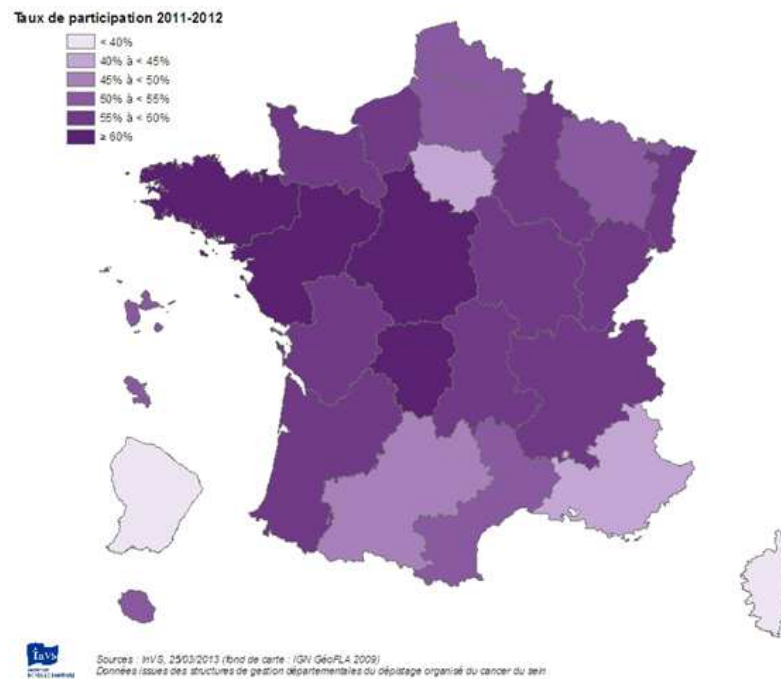 Taux de participation 2011-2012
< 40%
40% à < 45%
45% à < 50%
50% à < 55%
55% à < 60%
≥ 60%
InVS
Sources : InVS, 25/03/2013 (fond de carte : IGN GéoFLA 2009)
Données issues des structures de gestion départementales du dépistage organisé du cancer du sein